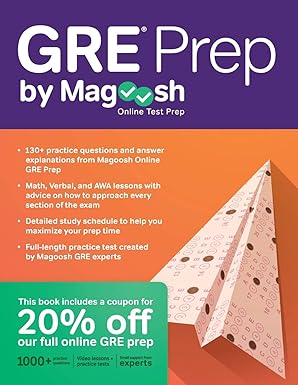 GRE® Prep
by Magoosh
Online Test Prep
• 130+ practice questions and answer
explanations from Magoosh Online
GRE Prep
• Math, Verbal, and AWA lessons with
advice on how to approach every
section of the exam
• Detailed study schedule to help you
maximize your prep time
• Full-length practice test created
by Magoosh GRE experts
This book includes a coupon for
20% off
our full online GRE prep
1000+ practice questions
Video lessons + practice tests
Email support from experts